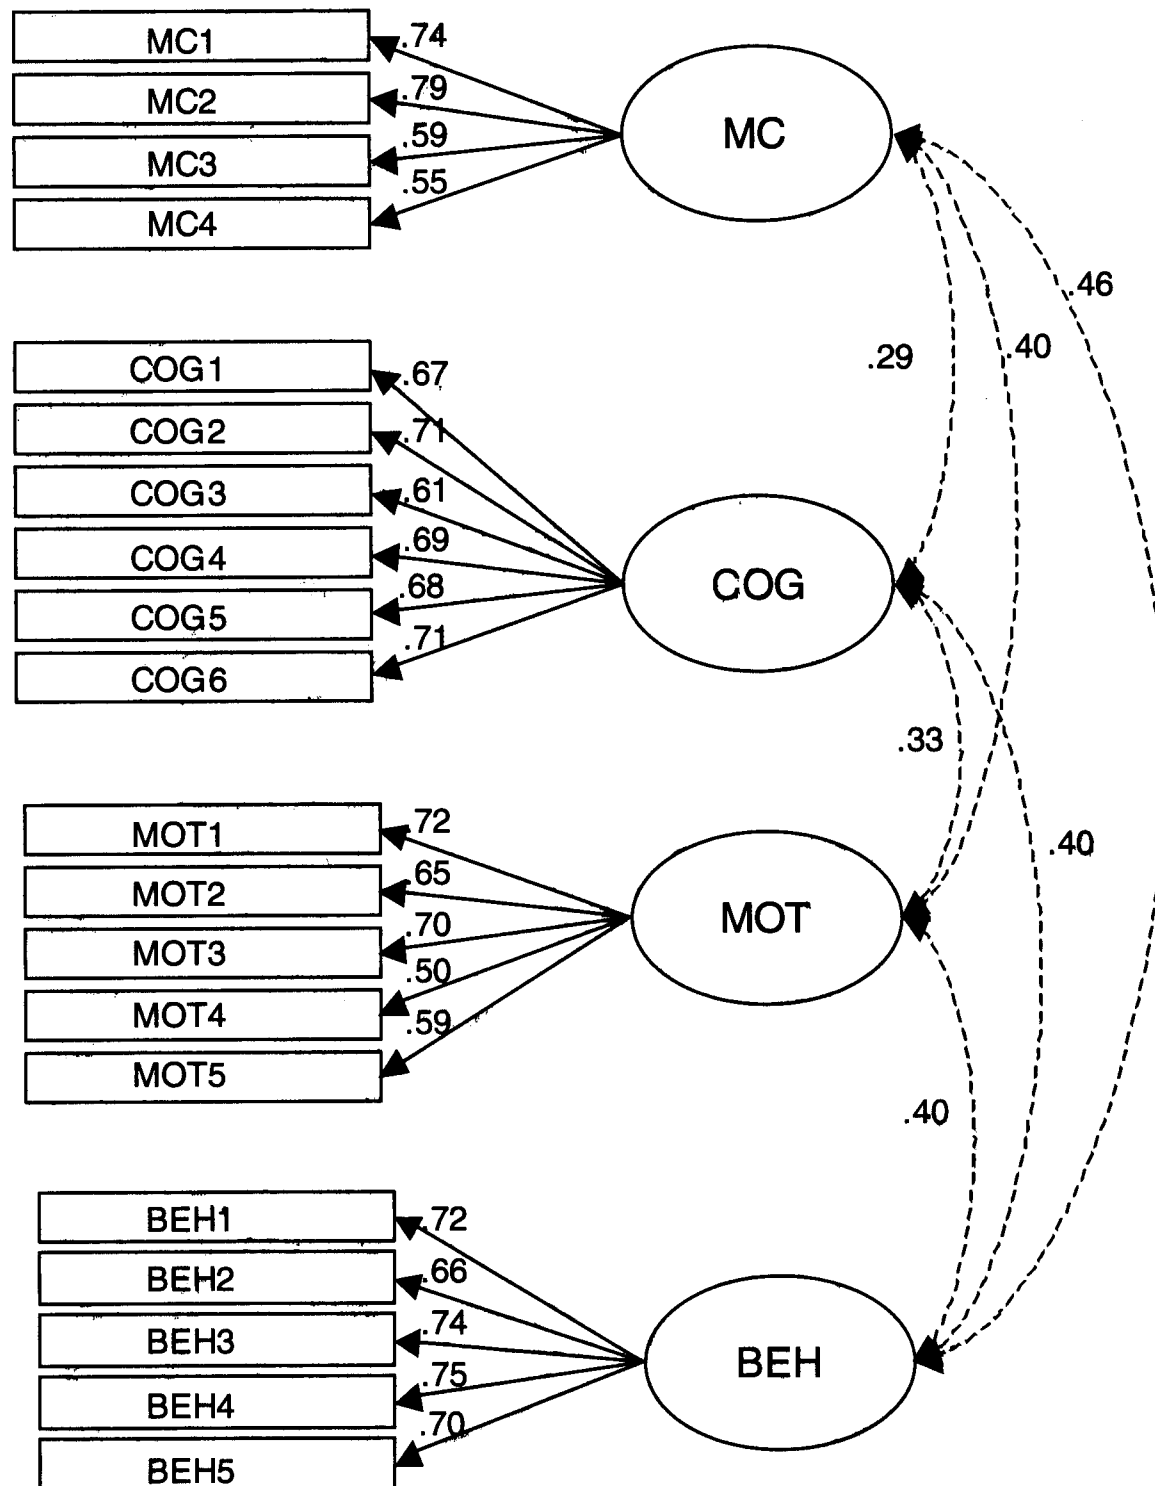 MC1
.74
MC2
.79
MC3
.59
MC4
.55
MC
.46
.40
.29
COG1
.67
COG2
.71
COG3
.61
COG4
.69
COG5
.68
COG6
.71
COG
.33
MOT1
.72
MOT2
.65
MOT3
.70
MOT4
.50
MOT5
.59
MOT
.40
.40
BEH1
.72
BEH2
.66
BEH3
.74
BEH4
.75
BEH5
.70
BEH